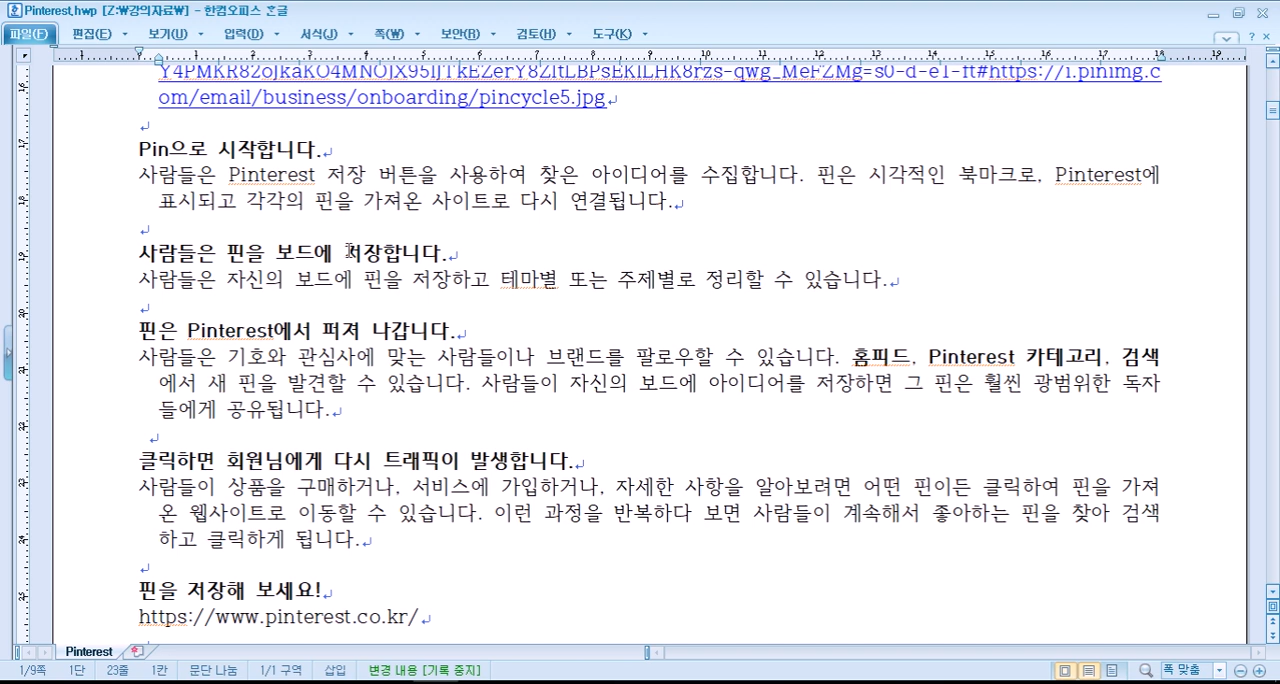 Pinterest.hwp [Z:₩강의자료₩] - 한컴오피스 혼글
파일(F) 편집(E) 보기(U) 입력(D) 서식(J) 쪽(W) 보안(R) 검토(H) 도구(K)
om/email/business/onboarding/pincycle5.jpg
Pin으로 시작합니다.
사람들은 Pinterest 저장 버튼을 사용하여 찾은 아이디어를 수집합니다. 핀은 시각적인 북마크로, Pinterest에
표시되고 각각의 핀을 가져온 사이트로 다시 연결됩니다.
사람들은 핀을 보드에 저장합니다.
사람들은 자신의 보드에 핀을 저장하고 테마별 또는 주제별로 정리할 수 있습니다.
핀은 Pinterest에서 퍼져 나갑니다.
사람들은 기호와 관심사에 맞는 사람들이나 브랜드를 팔로우할 수 있습니다. 홈피드, Pinterest 카테고리, 검색
에서 새 핀을 발견할 수 있습니다. 사람들이 자신의 보드에 아이디어를 저장하면 그 핀은 훨씬 광범위한 독자
들에게 공유됩니다.
클릭하면 회원님에게 다시 트래픽이 발생합니다.
사람들이 상품을 구매하거나, 서비스에 가입하거나, 자세한 사항을 알아보려면 어떤 핀이든 클릭하여 핀을 가져
온 웹사이트로 이동할 수 있습니다. 이런 과정을 반복하다 보면 사람들이 계속해서 좋아하는 핀을 찾아 검색
하고 클릭하게 됩니다.
핀을 저장해 보세요!
https://www.pinterest.co.kr/
Pinterest
1/9쪽 1단 23줄 1칸 문단 나눔 1/1 구역 삽입 변경 내용 [기록 중지] 폭 맞춤